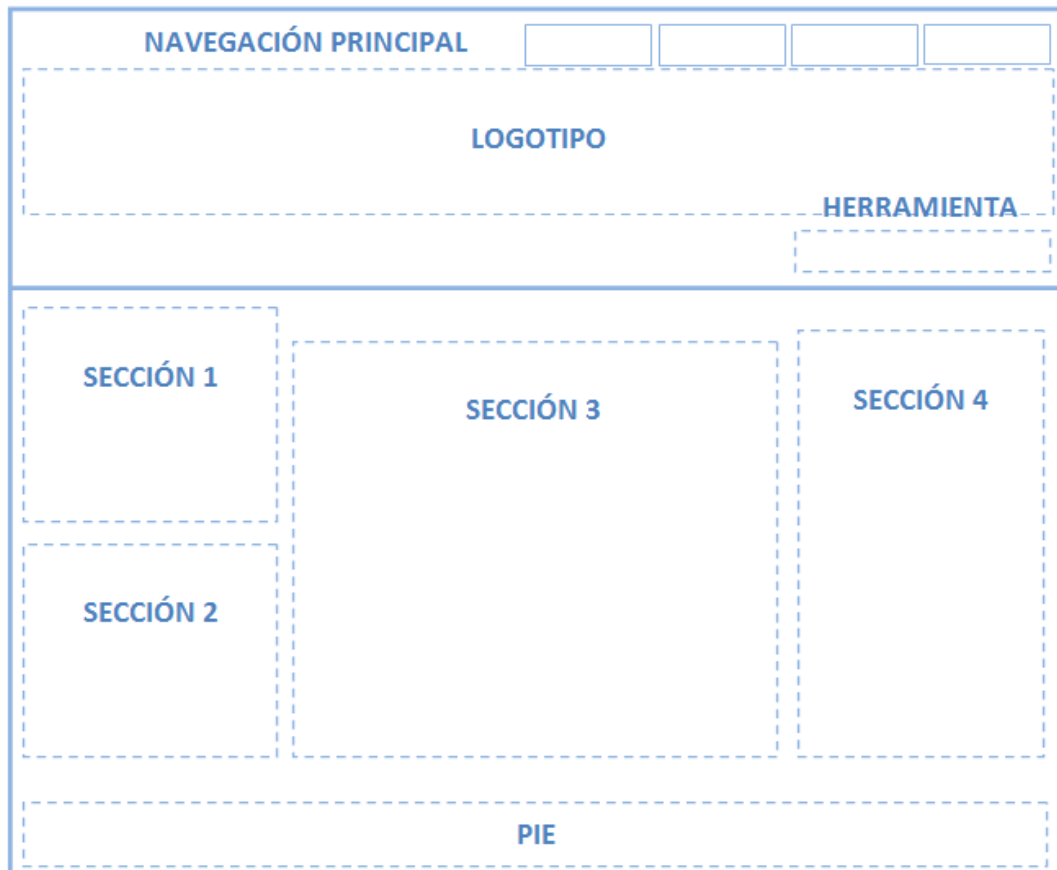 NAVEGACIÓN PRINCIPAL
LOGOTIPO
HERRAMIENTA
SECCIÓN 1
SECCIÓN 2
SECCIÓN 3
SECCIÓN 4
PIE